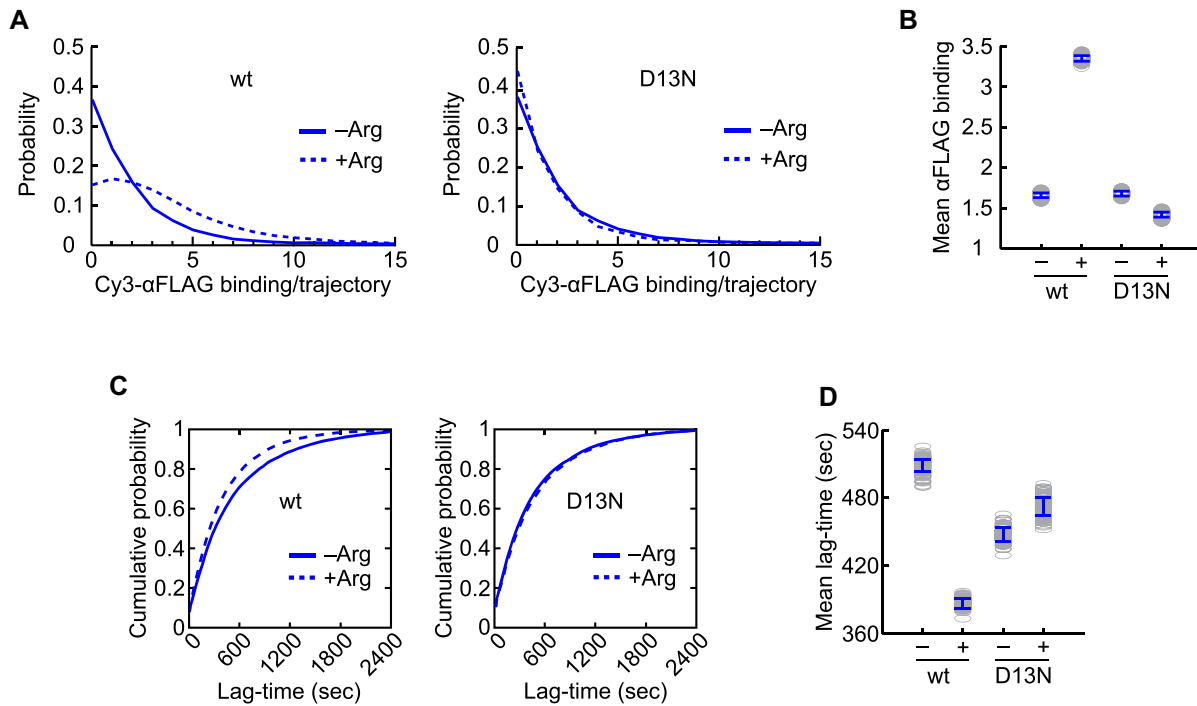 A
B
0.5
0.4
0.3
0.2
0.1
0
Probability
wt
–Arg
+Arg
0 5 10 15
Cy3-αFLAG binding/trajectory
0.5
0.4
0.3
0.2
0.1
0
Probability
D13N
–Arg
+Arg
0 5 10 15
Cy3-αFLAG binding/trajectory
Mean αFLAG binding
3.5
3
2.5
2
1.5
1
– + – +
wt D13N
C
D
Cumulative probability
1
0.8
0.6
0.4
0.2
0
wt
–Arg
+Arg
0 600 1200 1800 2400
Lag-time (sec)
Cumulative probability
1
0.8
0.6
0.4
0.2
0
D13N
–Arg
+Arg
0 600 1200 1800 2400
Lag-time (sec)
Mean lag-time (sec)
540
480
420
360
– + – +
wt D13N